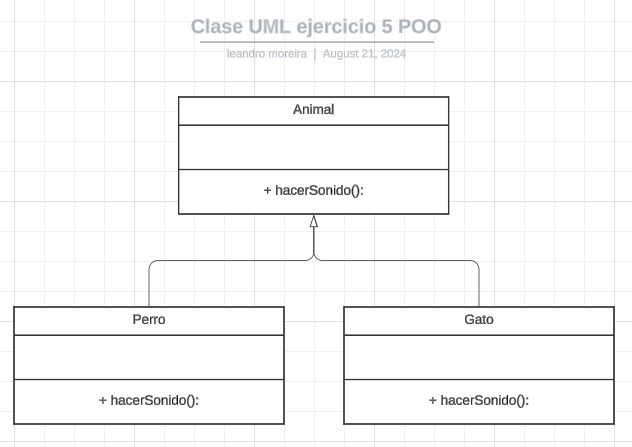 Clase UML ejercicio 5 POO
leandro moreira | August 21, 2024
Animal
+ hacerSonido():
Perro
+ hacerSonido():
Gato
+ hacerSonido():